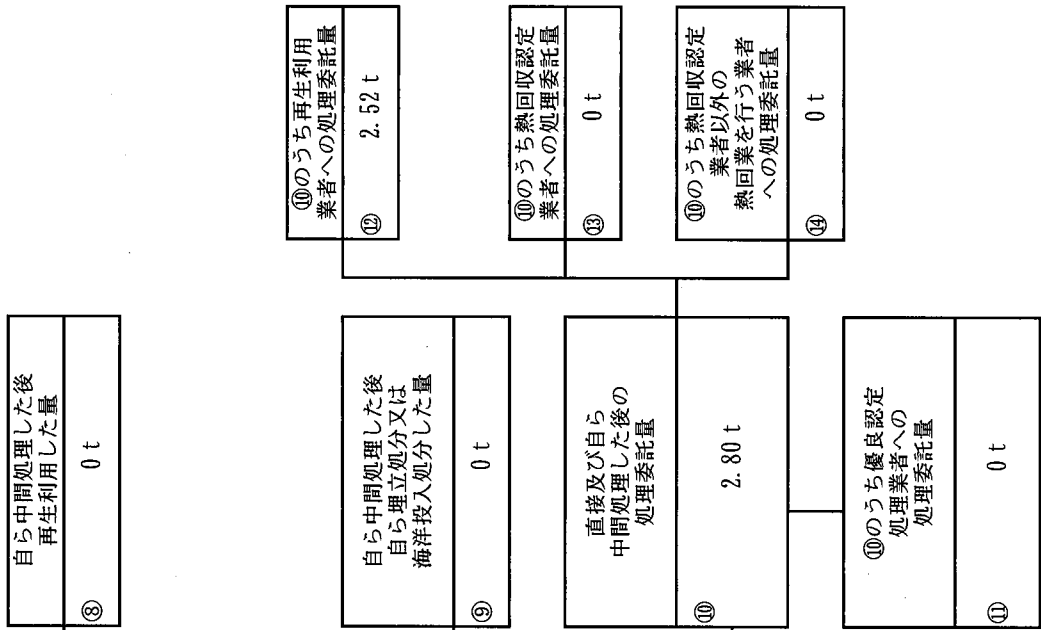 自ら中間処理した後
再生利用した量
⑧ 0 t
自ら中間処理した後
自ら埋立処分又は
海洋投入処分した量
⑨ 0 t
直接及び自ら
中間処理した後の
処理委託量
⑩ 2.80 t
⑩のうち優良認定
処理業者への
処理委託量
⑪ 0 t
⑩のうち再生利用
業者への処理委託量
⑫ 2.52 t
⑩のうち熱回収認定
業者への処理委託量
⑬ 0 t
⑩のうち熱回収認定
業者以外の
熱回業を行う業者
への処理委託量
⑭ 0 t